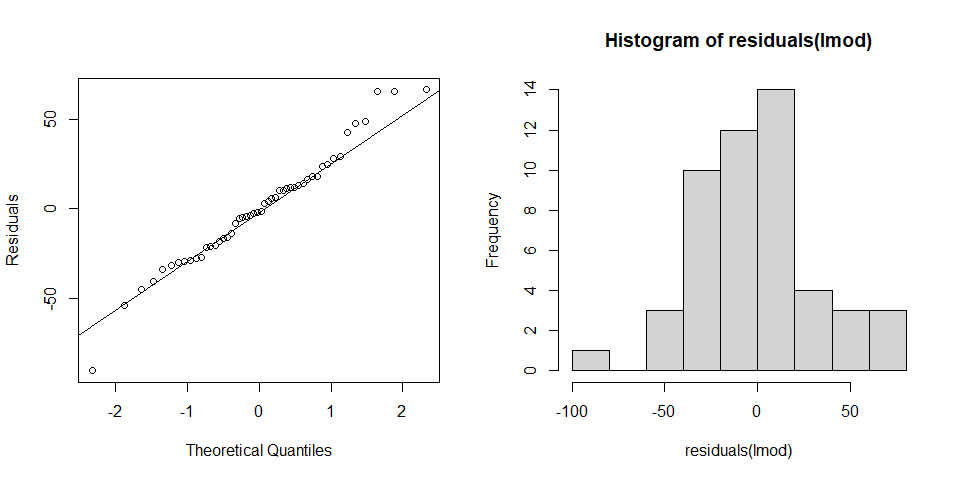 Residuals
50
0
-50
-2 -1 0 1 2
Theoretical Quantiles
Histogram of residuals(lmod)
Frequency
14
12
10
8
6
4
2
0
-100 -50 0 50
residuals(lmod)